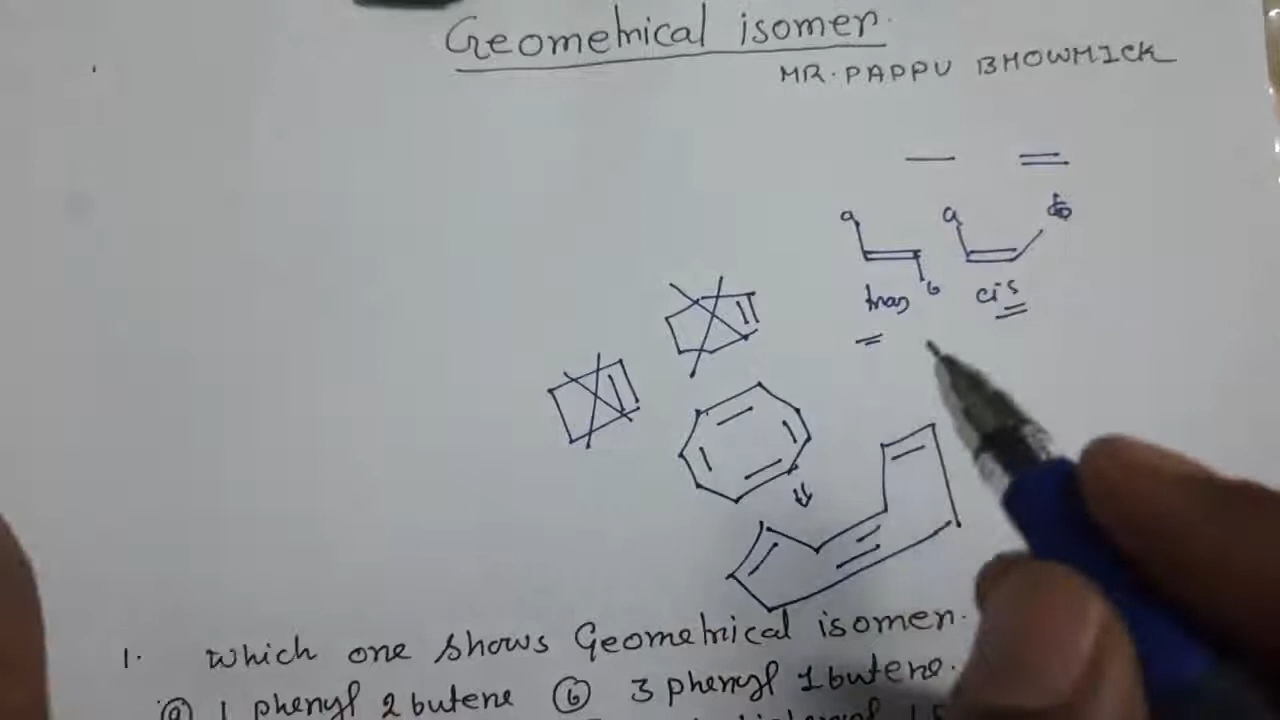 Geometrical isomer.
MR. PAPPU BHOWMICK
a a b
trans b cis
1. Which one shows Geometrical isomer.
ⓐ 1 phenyl 2 butene ⓑ 3 phenyl 1 butene.